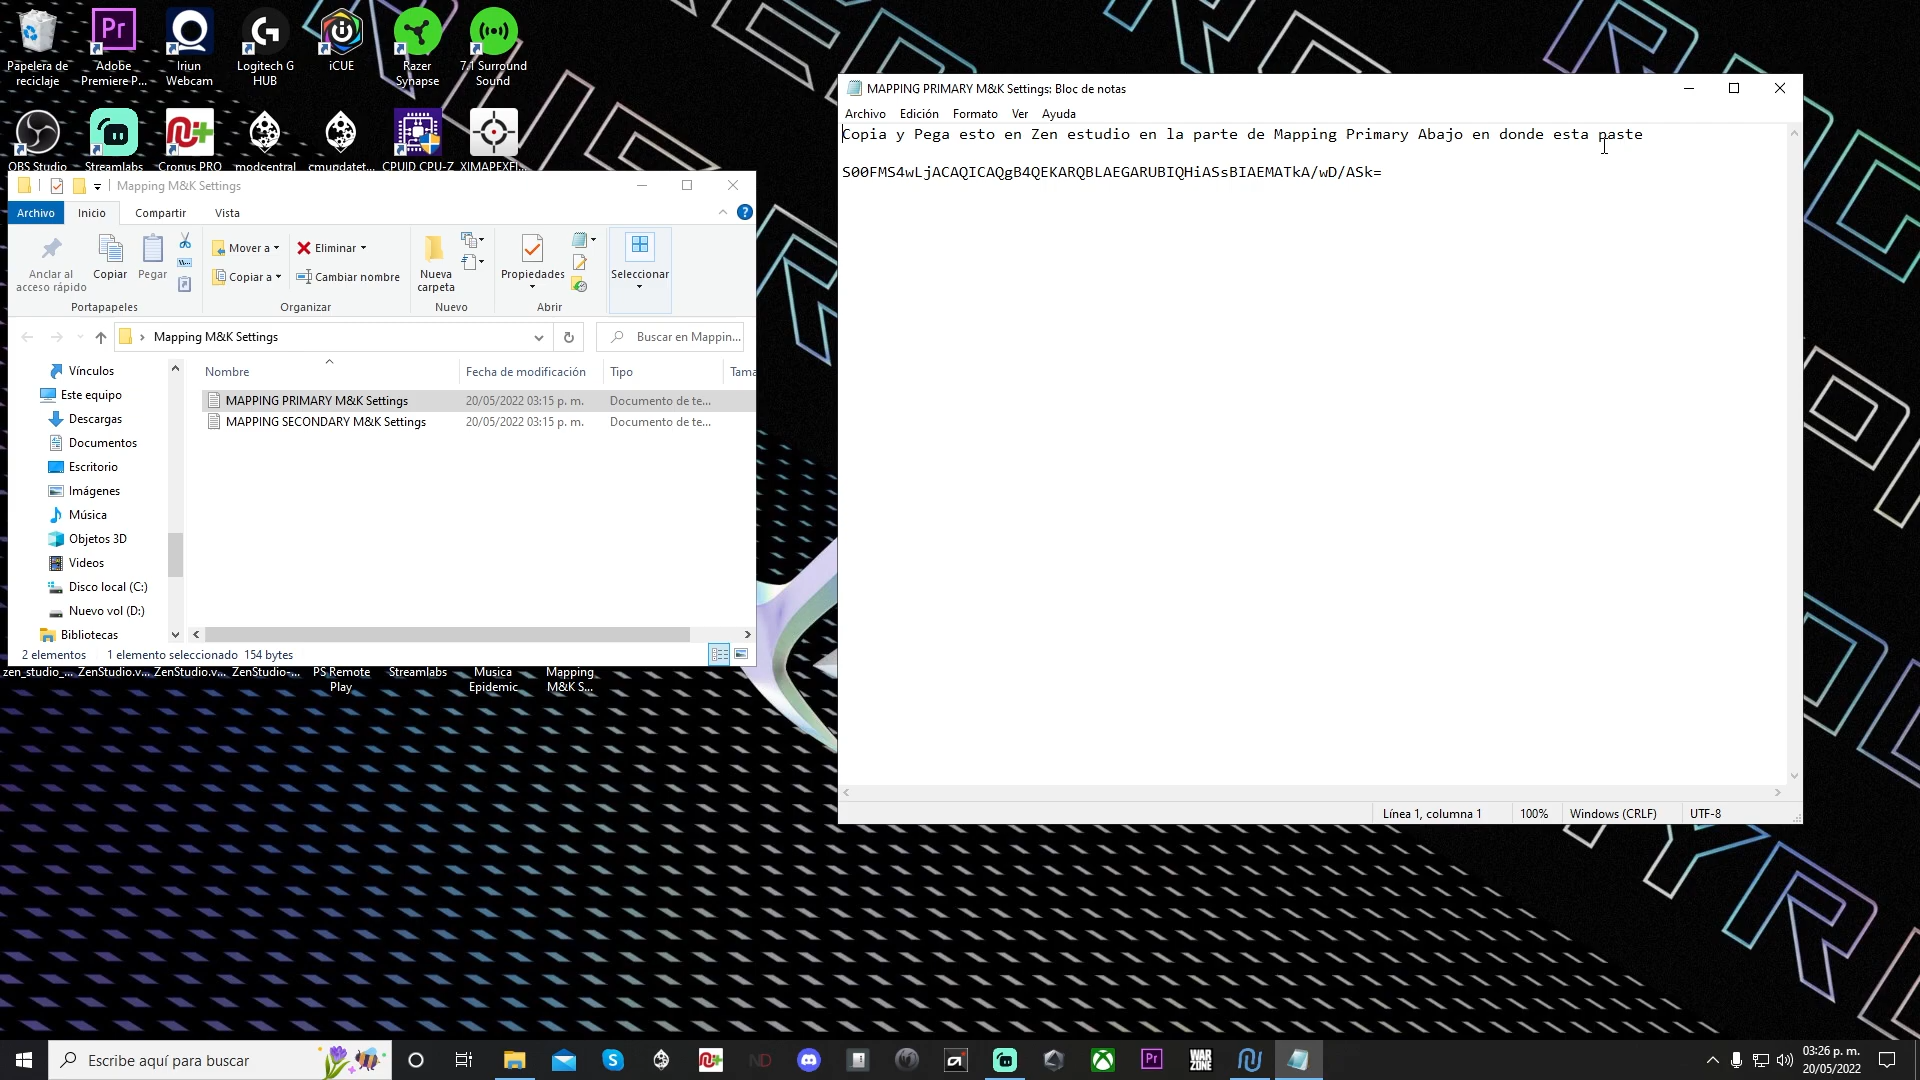 Papelera de reciclaje
Adobe Premiere P...
Iriun Webcam
Logitech G HUB
iCUE
Razer Synapse
7.1 Surround Sound
OBS Studio
Streamlabs
Cronus PRO
modcentral
cmupdatet...
CPUID CPU-Z
Mapping M&K Settings
Archivo
Inicio
Compartir
Vista
Anclar al acceso rápido
Copiar
Pegar
Mover a
Copiar a
Eliminar
Cambiar nombre
Nueva carpeta
Propiedades
Seleccionar
Portapapeles
Organizar
Nuevo
Abrir
Mapping M&K Settings
Buscar en Mappin...
Nombre
Fecha de modificación
Tipo
Tama
MAPPING PRIMARY M&K Settings 20/05/2022 03:15 p. m. Documento de te...
MAPPING SECONDARY M&K Settings 20/05/2022 03:15 p. m. Documento de te...
Vínculos
Este equipo
Descargas
Documentos
Escritorio
Imágenes
Música
Objetos 3D
Videos
Disco local (C:)
Nuevo vol (D:)
Bibliotecas
2 elementos 1 elemento seleccionado 154 bytes
zen_studio_...
ZenStudio.v...
ZenStudio.v...
ZenStudio-...
PS Remote Play
Streamlabs
Musica Epidemic
Mapping M&K S...
MAPPING PRIMARY M&K Settings: Bloc de notas
Archivo Edición Formato Ver Ayuda
Copia y Pega esto en Zen estudio en la parte de Mapping Primary Abajo en donde esta paste
S00FMS4wLjACAQICAQgB4QEKARQBLAEGARUBIQHiASsBIAEMATkA/wD/ASk=
Línea 1, columna 1 100% Windows (CRLF) UTF-8
Escribe aquí para buscar
WAR ZONE
03:26 p. m.
20/05/2022